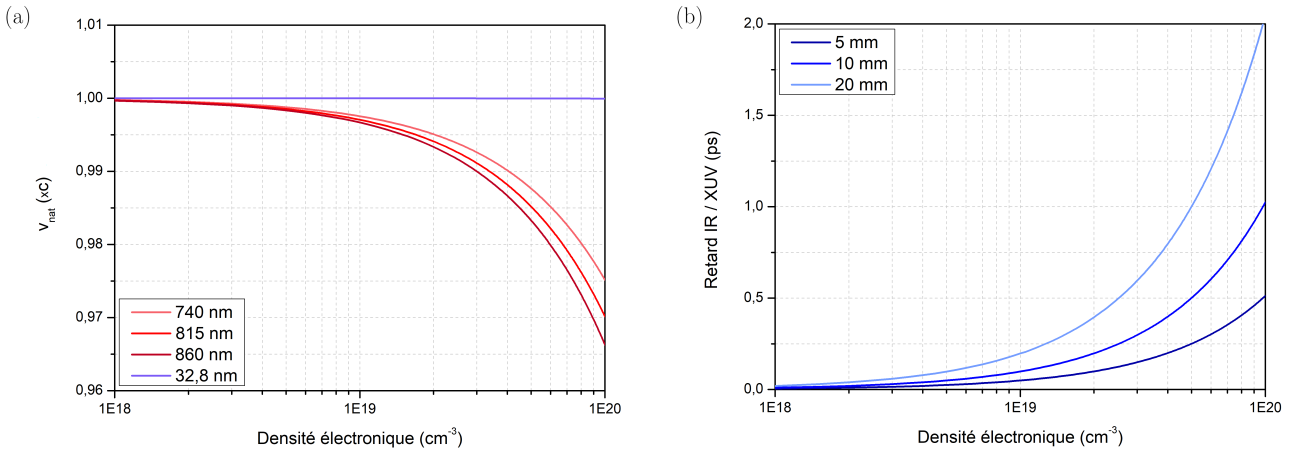 (a)
1,01
1,00
0,99
0,98
0,97
0,96
v_nat (xc)
740 nm
815 nm
860 nm
32,8 nm
1E18
1E19
1E20
Densité électronique (cm⁻³)
(b)
2,0
1,5
1,0
0,5
0,0
Retard IR / XUV (ps)
5 mm
10 mm
20 mm
1E18
1E19
1E20
Densité électronique (cm⁻³)